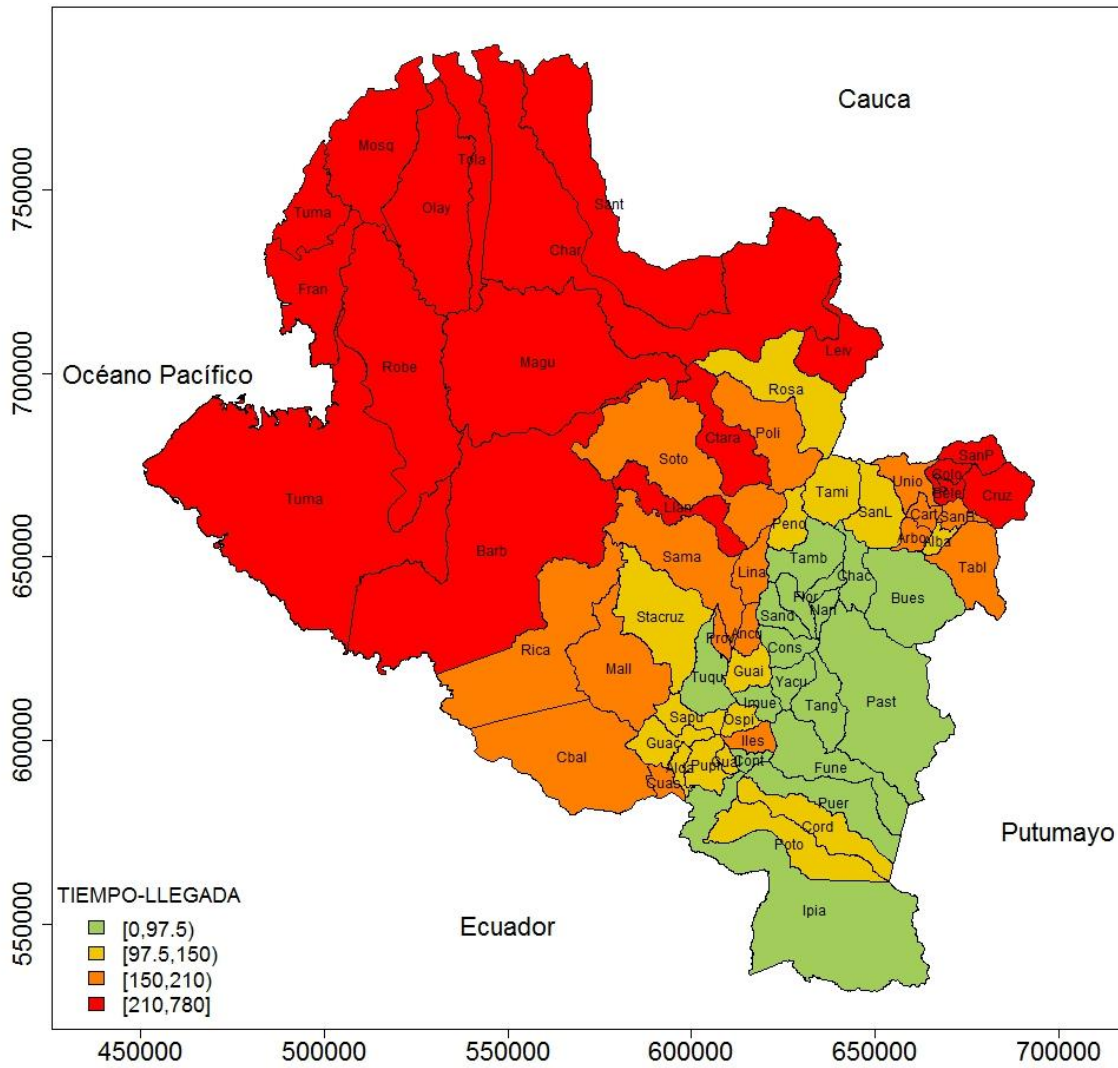 Cauca
Mosq
Tola
Tuma
Olay
Sant
Char
Fran
Océano Pacífico
Robe
Magu
Leiv
Rosa
Ctara
Poli
Soto
SanP
Tuma
Unio
Cruz
Tami
SanL
Llan
Cart
Peno
Arbo
Alba
Barb
Sama
Lina
Tamb
Chac
Tabl
Bues
Flor
Nari
Stacruz
Sand
Ancu
Cons
Rica
Mall
Tuqu
Guai
Yacu
Imue
Tang
Past
Sapu
Ospi
Guac
Iles
Cbal
Pupi
Gual
Cont
Fune
Cuas
Puer
Cord
Poto
Putumayo
Ipia
Ecuador
TIEMPO-LLEGADA
[0,97.5)
[97.5,150)
[150,210)
[210,780]
750000
700000
650000
600000
550000
450000
500000
550000
600000
650000
700000